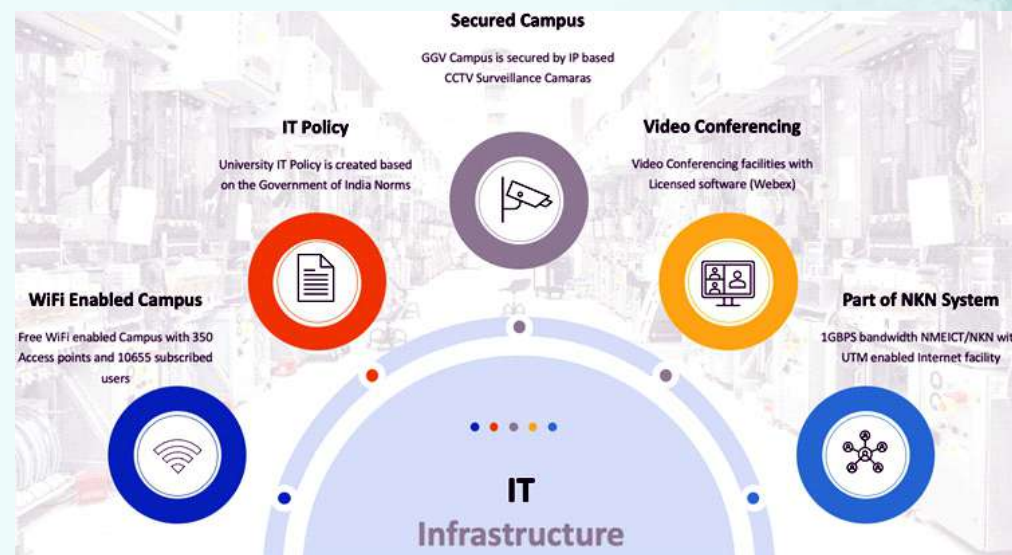 Secured Campus
GGV Campus is secured by IP based
CCTV Surveillance Camaras
IT Policy
University IT Policy is created based
on the Government of India Norms
Video Conferencing
Video Conferencing facilities with
Licensed software (Webex)
WiFi Enabled Campus
Free WiFi enabled Campus with 350
Access points and 10655 subscribed
users
Part of NKN System
1GBPS bandwidth NMEICT/NKN wit
UTM enabled Internet facility
IT
Infrastructure